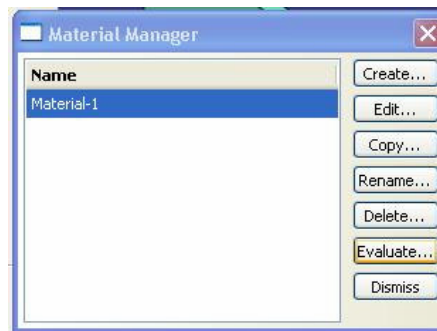 Material Manager
Name
Material-1
Create...
Edit...
Copy...
Rename...
Delete...
Evaluate...
Dismiss